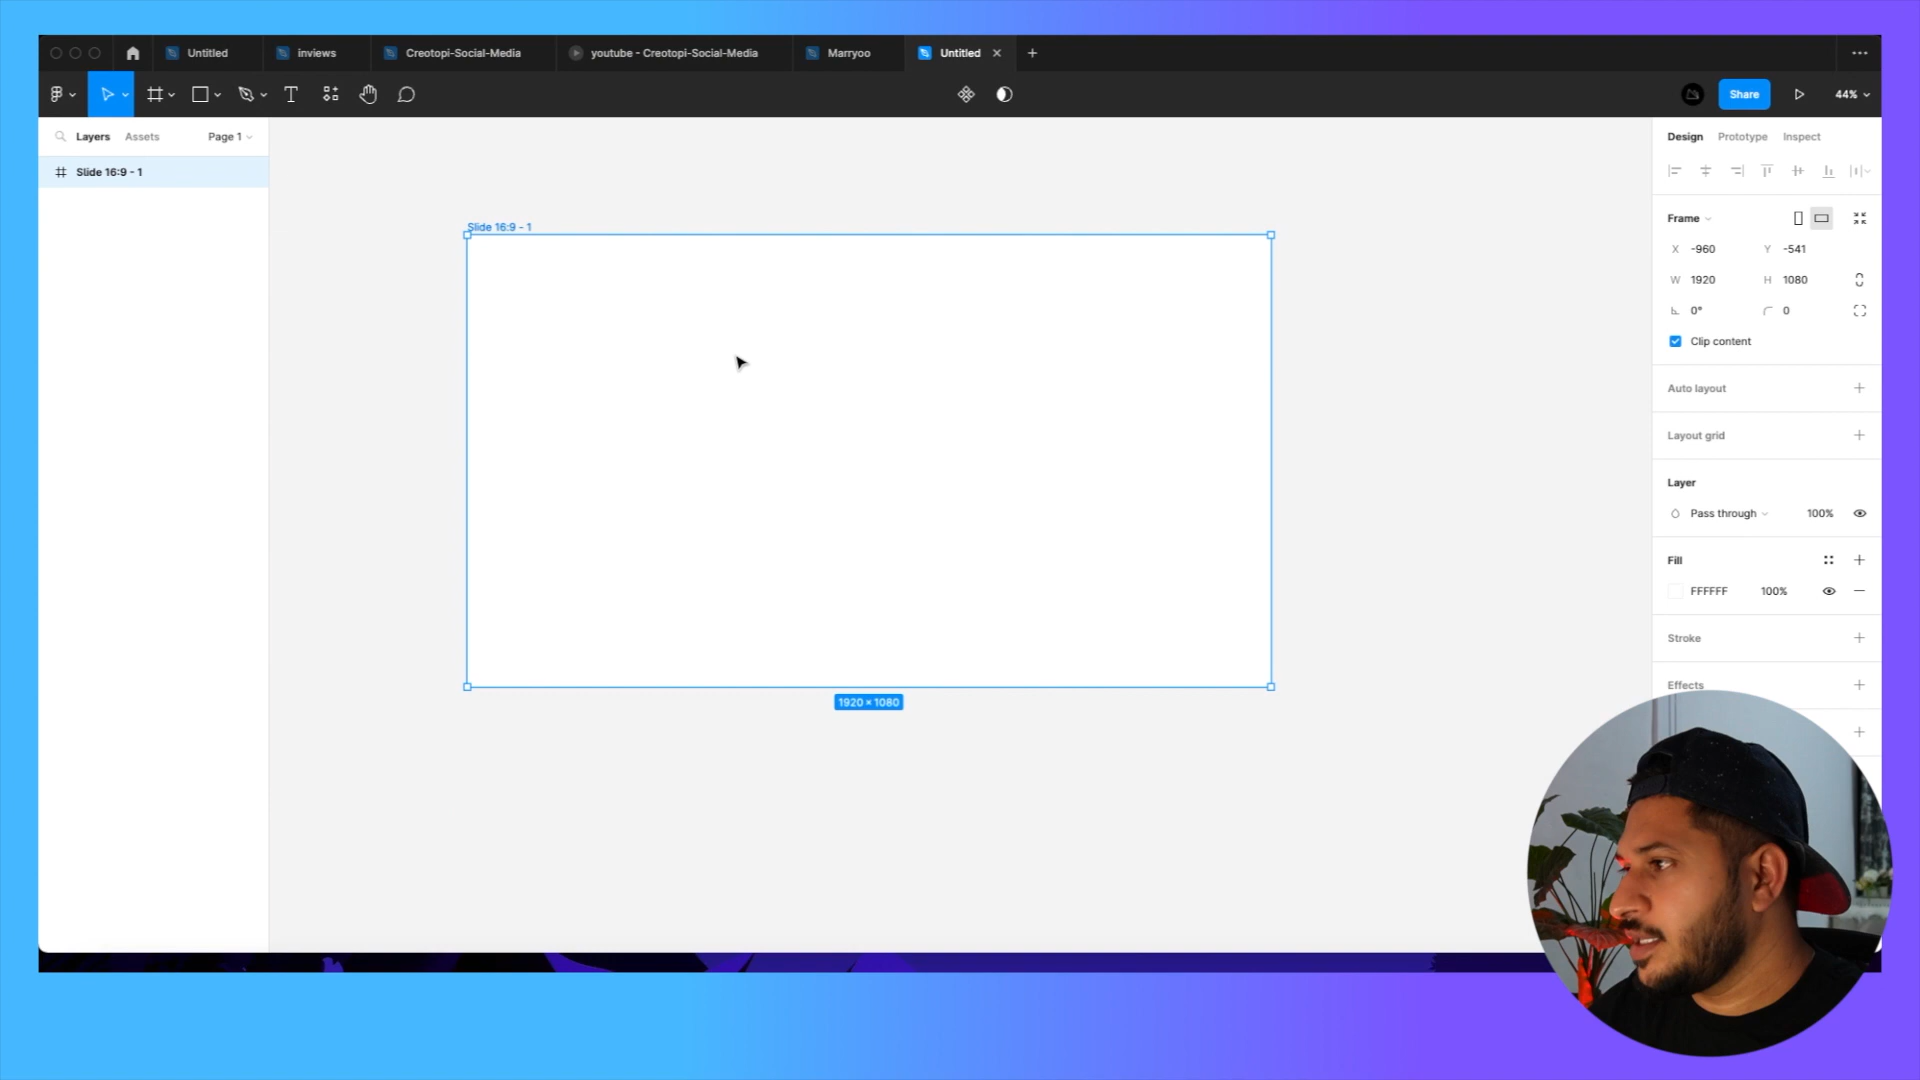 Untitled
inviews
Creotopi-Social-Media
youtube - Creotopi-Social-Media
Marryoo
Untitled
Share
44%
Layers
Assets
Page 1
Design
Prototype
Inspect
Slide 16:9 - 1
Slide 16:9 - 1
Frame
X -960 Y -541
W 1920 H 1080
0° 0
Clip content
Auto layout
Layout grid
Layer
Pass through 100%
Fill
FFFFFF 100%
Stroke
Effects
1920 × 1080